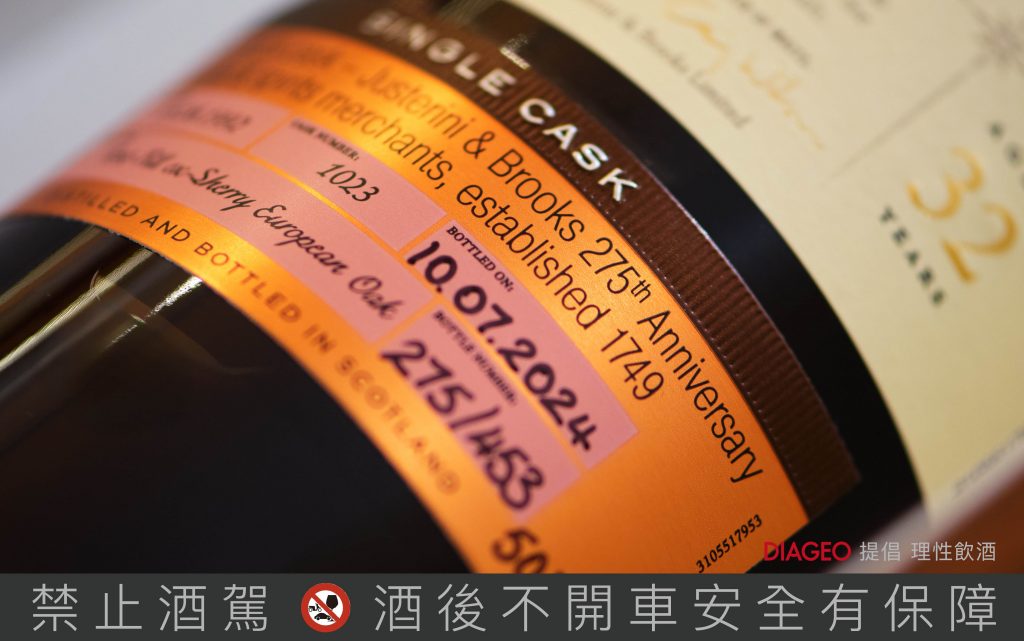 SINGLE CASK
Justerini & Brooks 275th Anniversary
spirits merchants, established 1749
CASK NUMBER:
1023
BOTTLED ON:
10.07.2024
ex-Sherry European Oak
BOTTLE NUMBER:
275/453
AND BOTTLED IN SCOTLAND
3105517953
32
YEARS
DIAGEO 提倡 理性飲酒
禁止酒駕 酒後不開車安全有保障